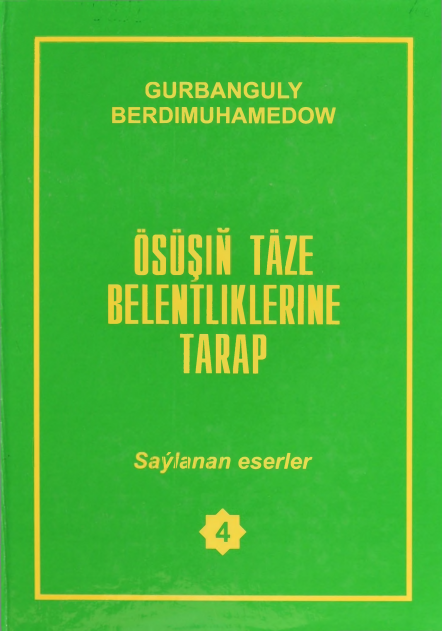 GURBANGULY
BERDIMUHAMEDOW
ÖSÜŞIŇ TÄZE
BELENTLIKLERINE
TARAP
Saýlanan eserler
4